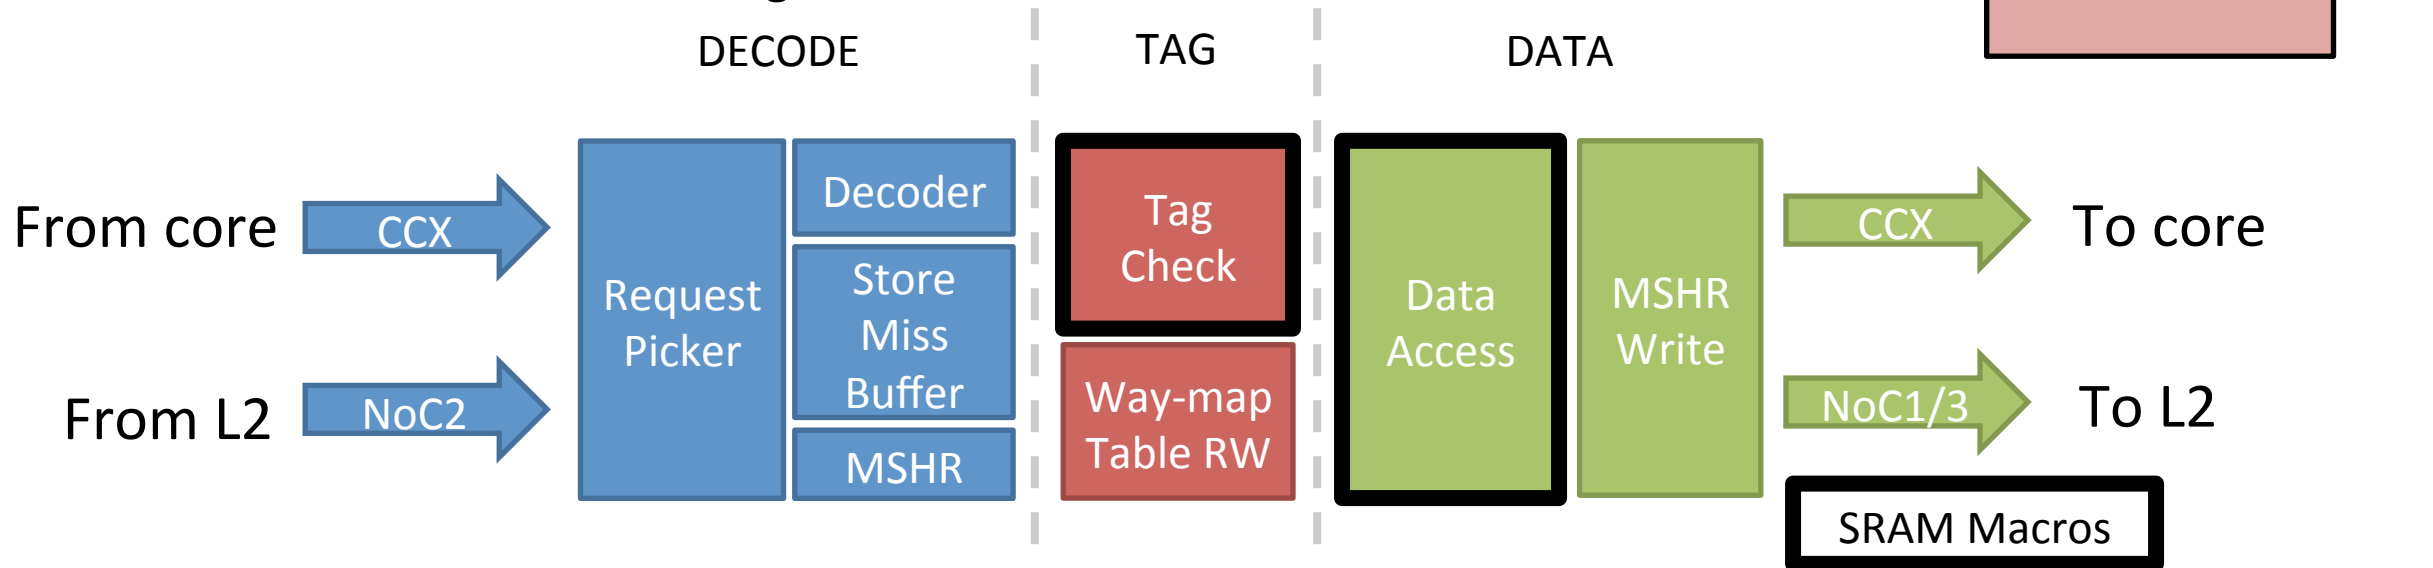 DECODE
TAG
DATA
From core
CCX
From L2
NoC2
Request
Picker
Decoder
Store
Miss
Buffer
MSHR
Tag
Check
Way-map
Table RW
Data
Access
MSHR
Write
CCX
To core
NoC1/3
To L2
SRAM Macros